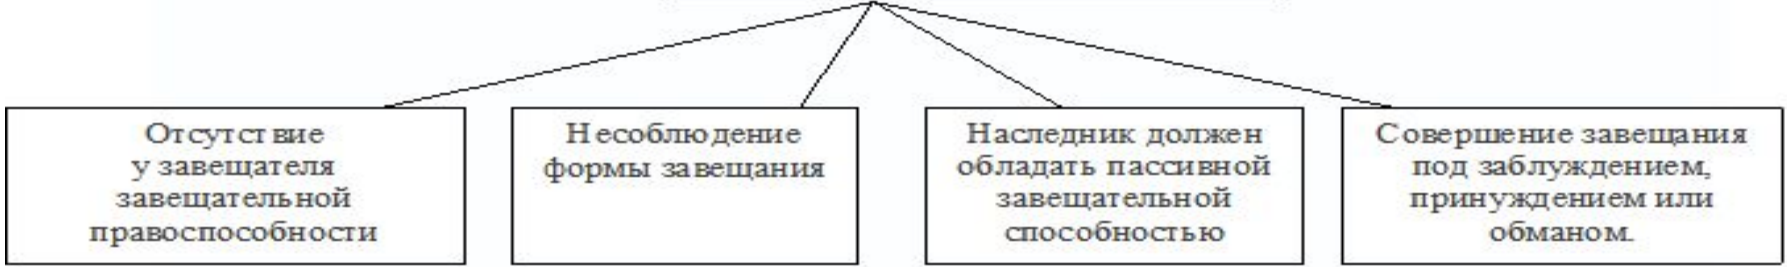 Отсутствие
у завещателя
завещательной
правоспособности
Несоблюдение
формы завещания
Наследник должен
обладать пассивной
завещательной
способностью
Совершение завещания
под заблуждением,
принуждением или
обманом.